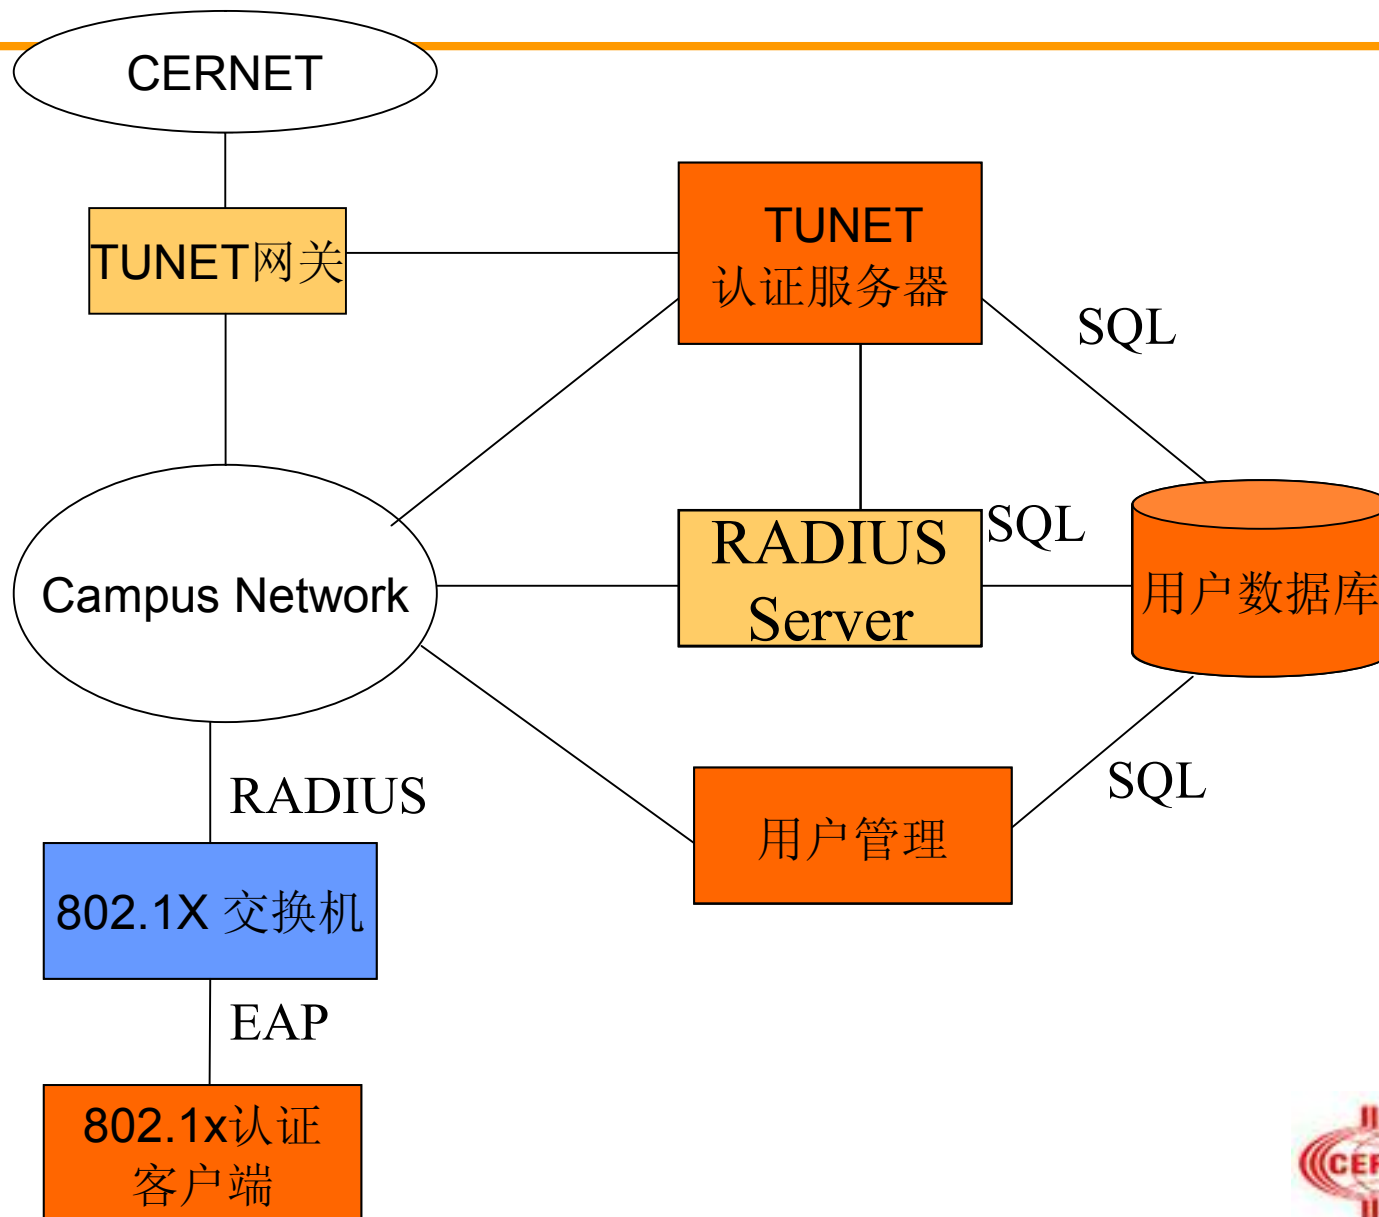 CERNET
TUNET网关
TUNET
认证服务器
SQL
RADIUS
Server
SQL
用户数据库
Campus Network
RADIUS
SQL
用户管理
802.1X 交换机
EAP
802.1x认证
客户端